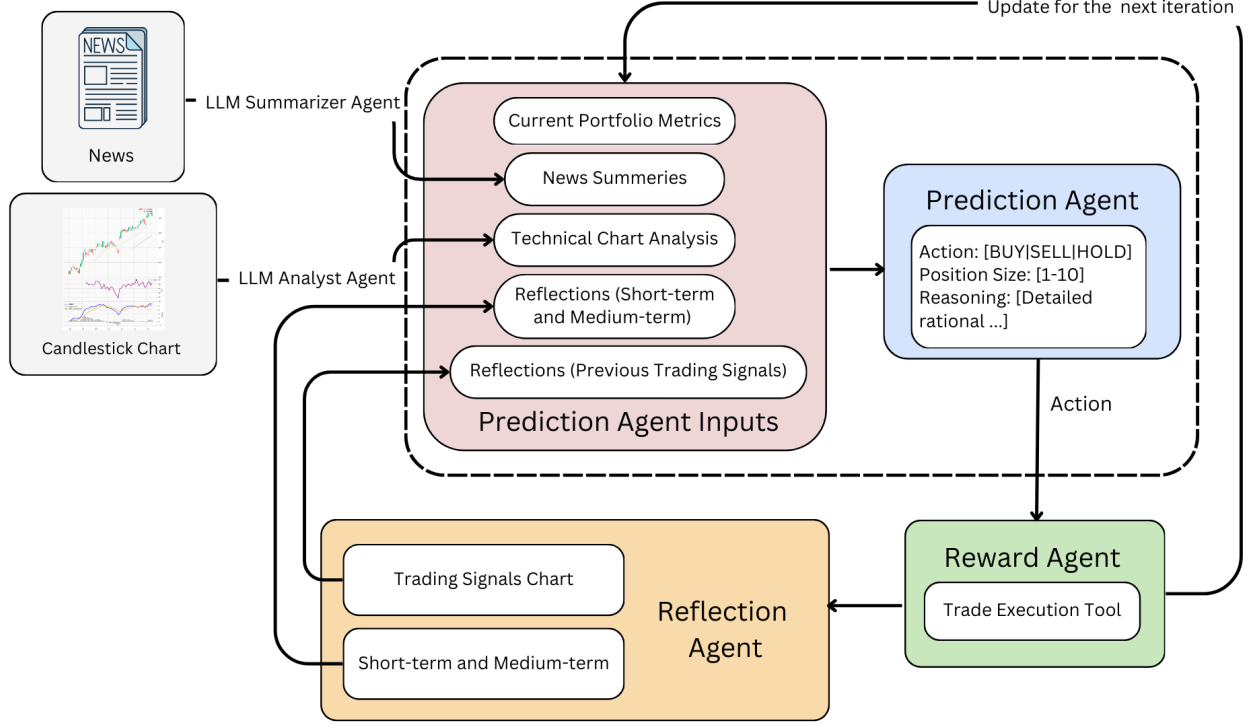 Update for the next iteration
NEWS
News
LLM Summarizer Agent
Current Portfolio Metrics
News Summeries
Technical Chart Analysis
Reflections (Short-term
and Medium-term)
Reflections (Previous Trading Signals)
Prediction Agent Inputs
LLM Analyst Agent
Candlestick Chart
Prediction Agent
Action: [BUY|SELL|HOLD]
Position Size: [1-10]
Reasoning: [Detailed
rational ...]
Action
Reward Agent
Trade Execution Tool
Reflection
Agent
Trading Signals Chart
Short-term and Medium-term